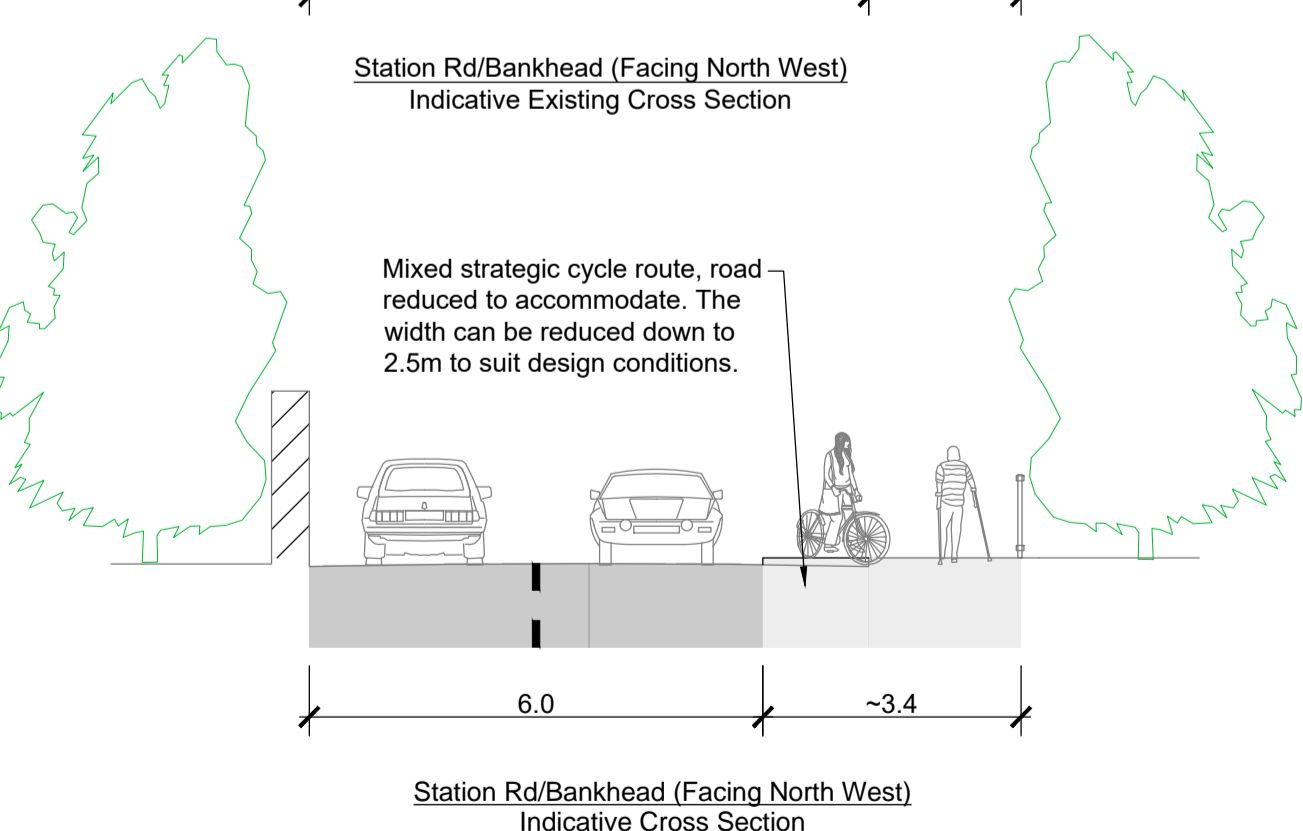 Station Rd/Bankhead (Facing North West)
Indicative Existing Cross Section
Mixed strategic cycle route, road
reduced to accommodate. The
width can be reduced down to
2.5m to suit design conditions.
6.0
~3.4
Station Rd/Bankhead (Facing North West)
Indicative Cross Section